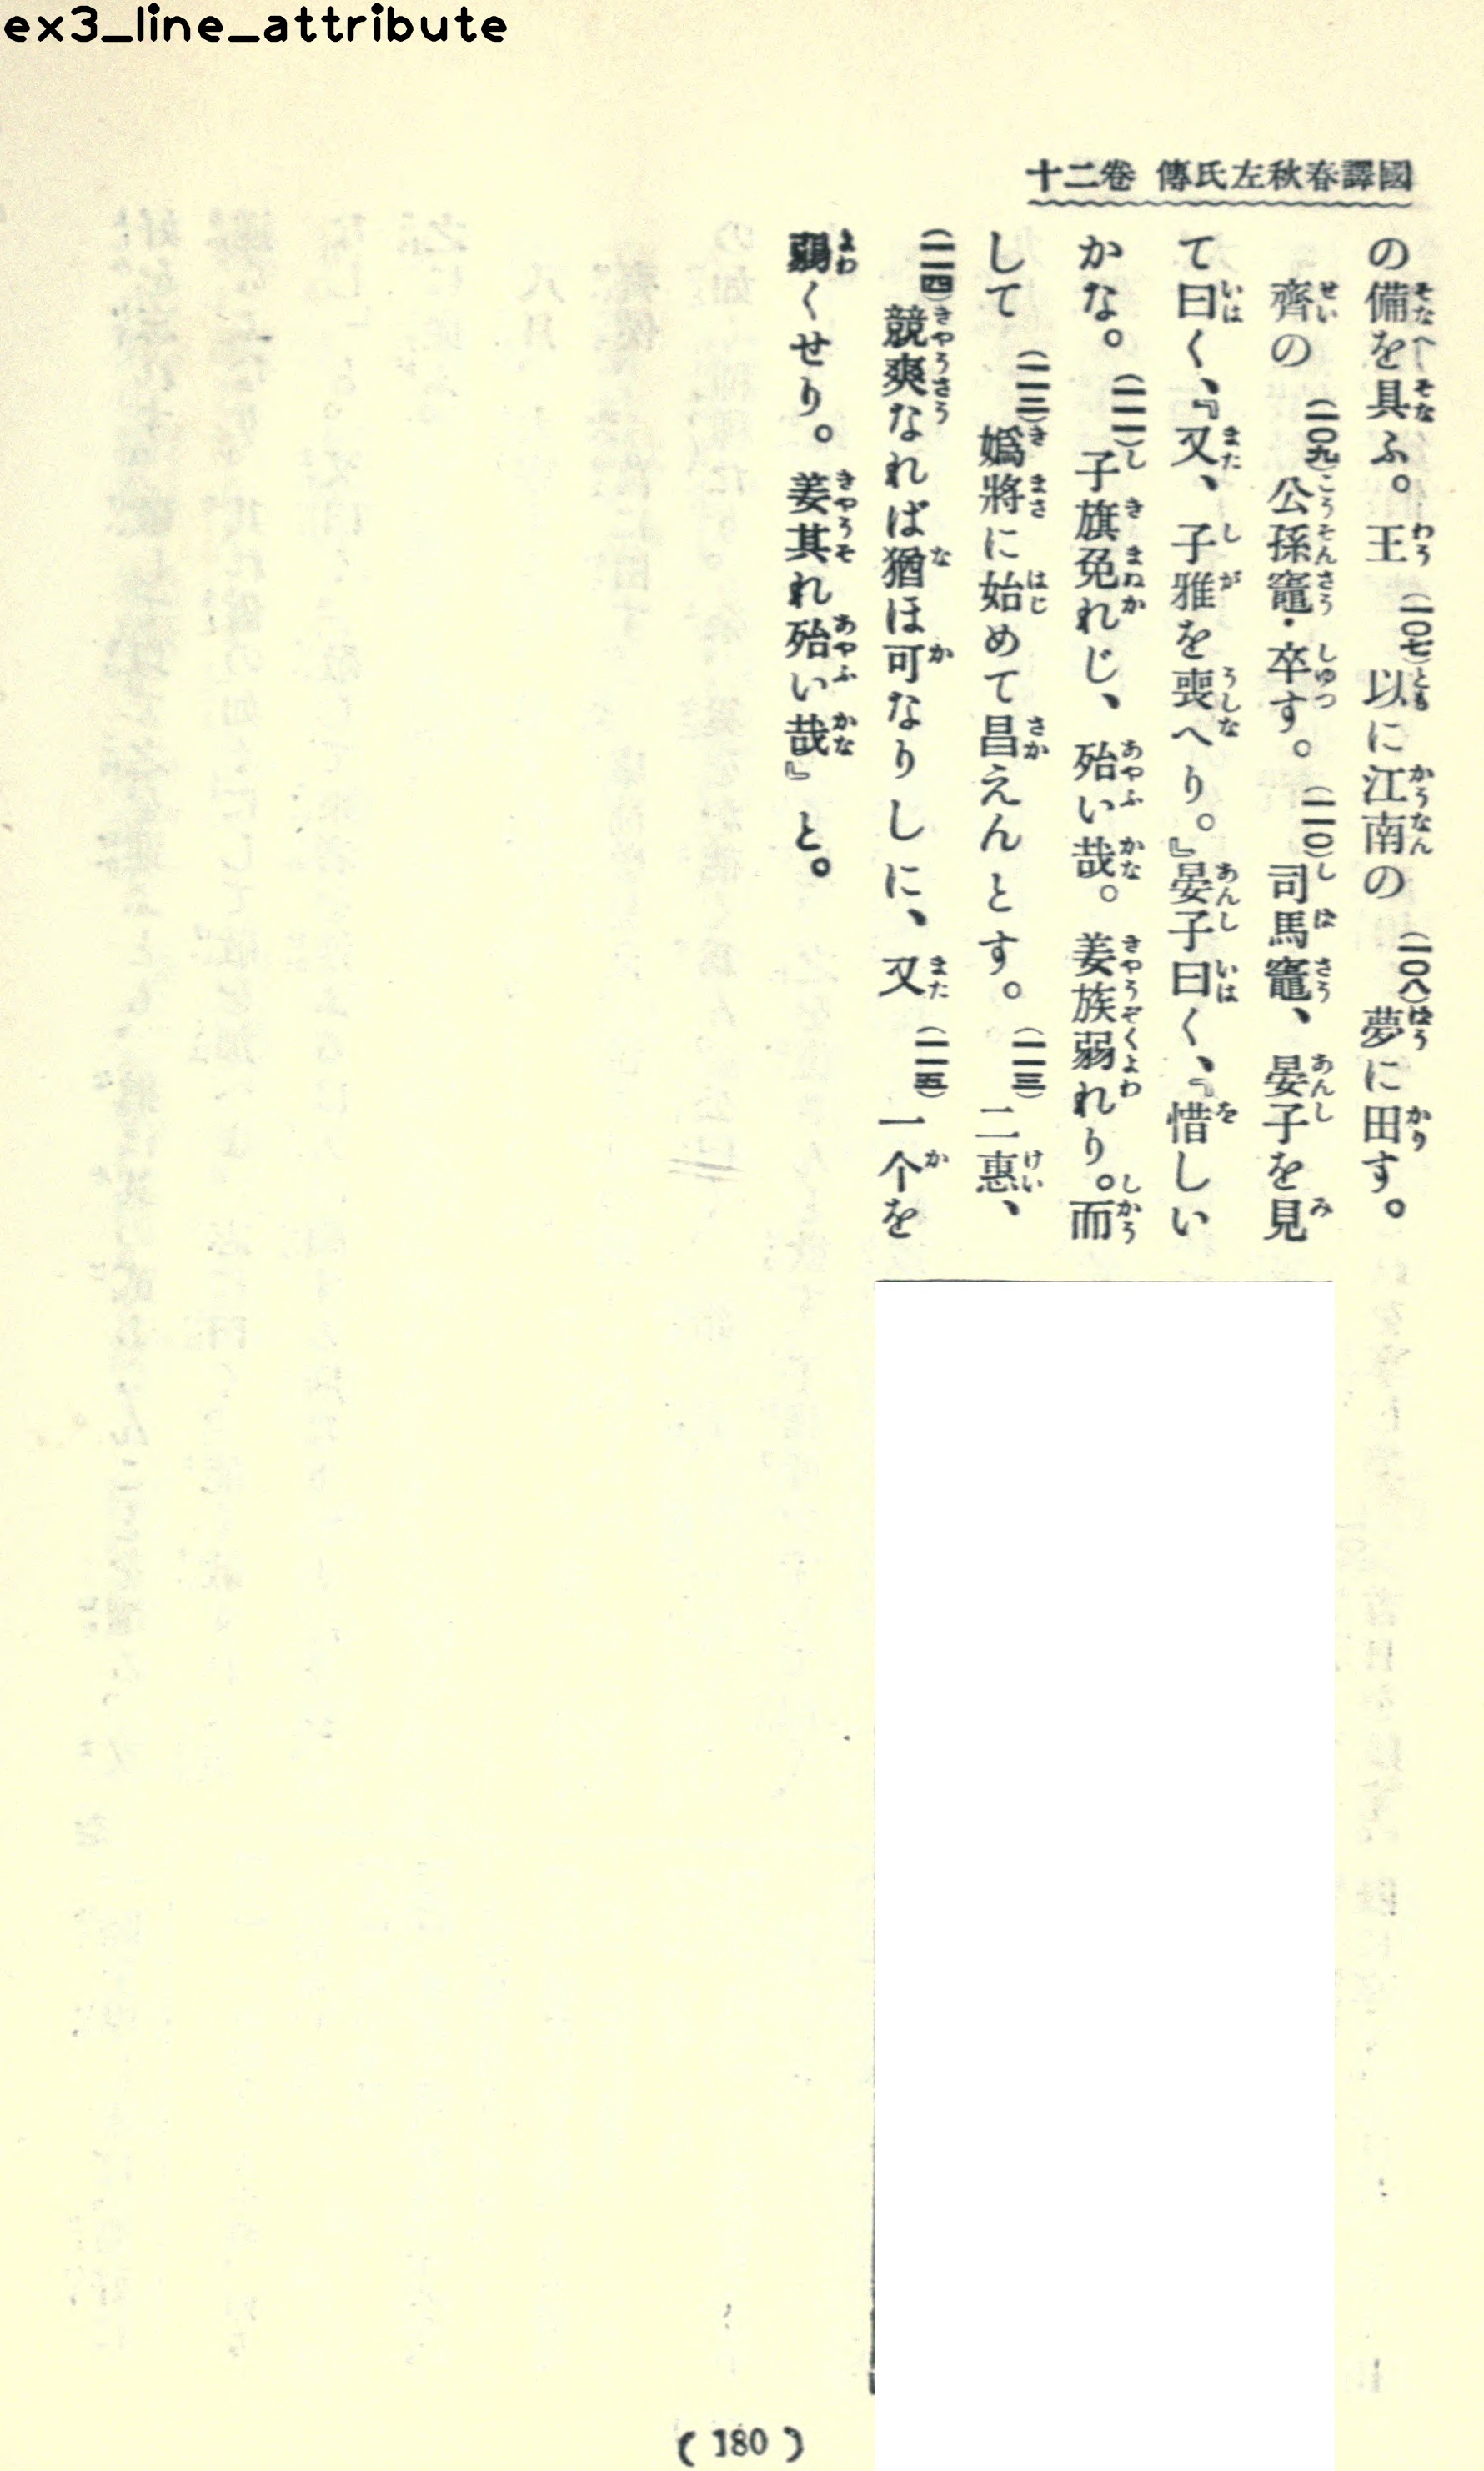 ex3_line_attribute
國譯春秋左氏傳 卷二十
の備を具ふ。王(一〇七)以に江南の(一〇八)夢に田す。
齊の(一〇九)公孫竈・卒す。(一一〇)司馬竈、晏子を見
て曰く、『又、子雅を喪へり。』晏子曰く、『惜しい
かな。(一一一)子旗免れじ、殆い哉。姜族弱れり。而
して(一一二)嬀將に始めて昌えんとす。(一一三)二惠、
(一一四)競爽なれば猶ほ可なりしに、又(一一五)一个を
弱くせり。姜其れ殆い哉』と。
( 180 )